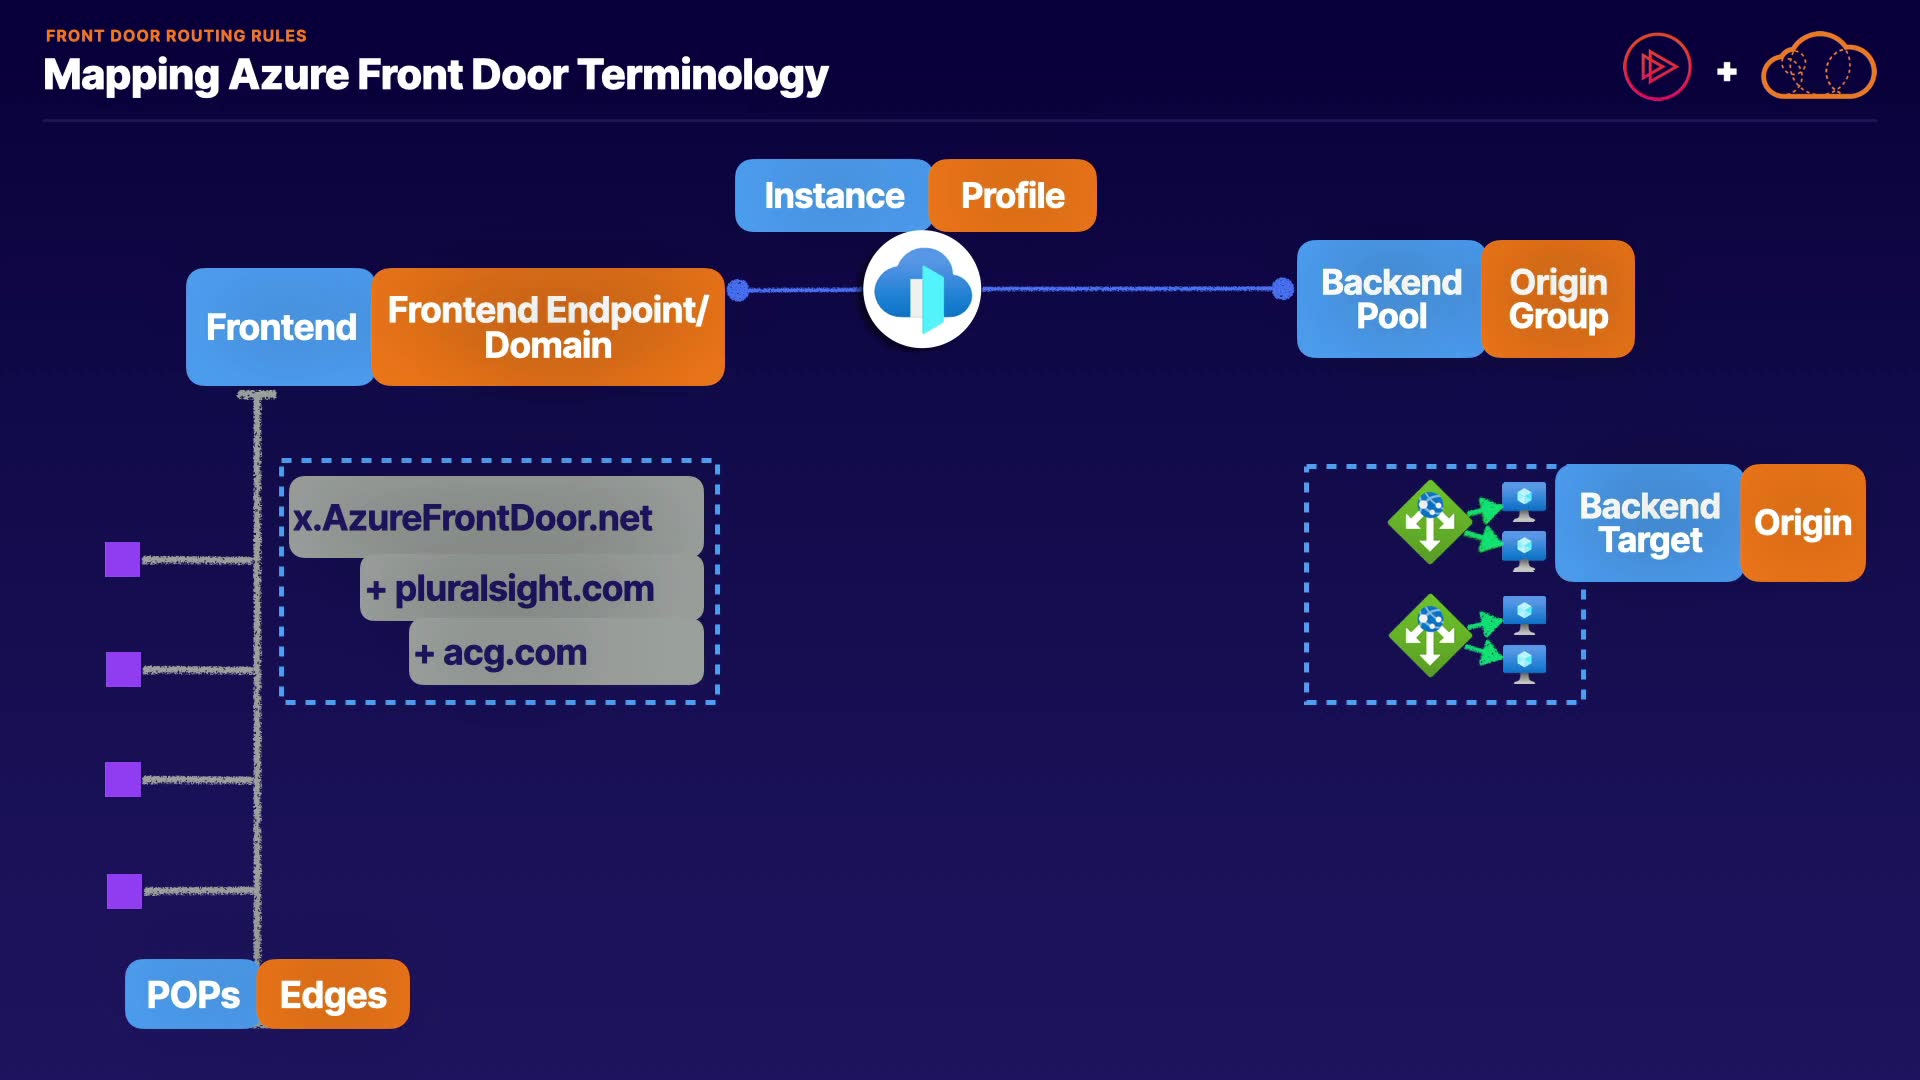 FRONT DOOR ROUTING RULES
Mapping Azure Front Door Terminology
+
Instance
Profile
Frontend
Frontend Endpoint/
Domain
Backend
Pool
Origin
Group
x.AzureFrontDoor.net
+ pluralsight.com
+ acg.com
Backend
Target
Origin
POPs
Edges